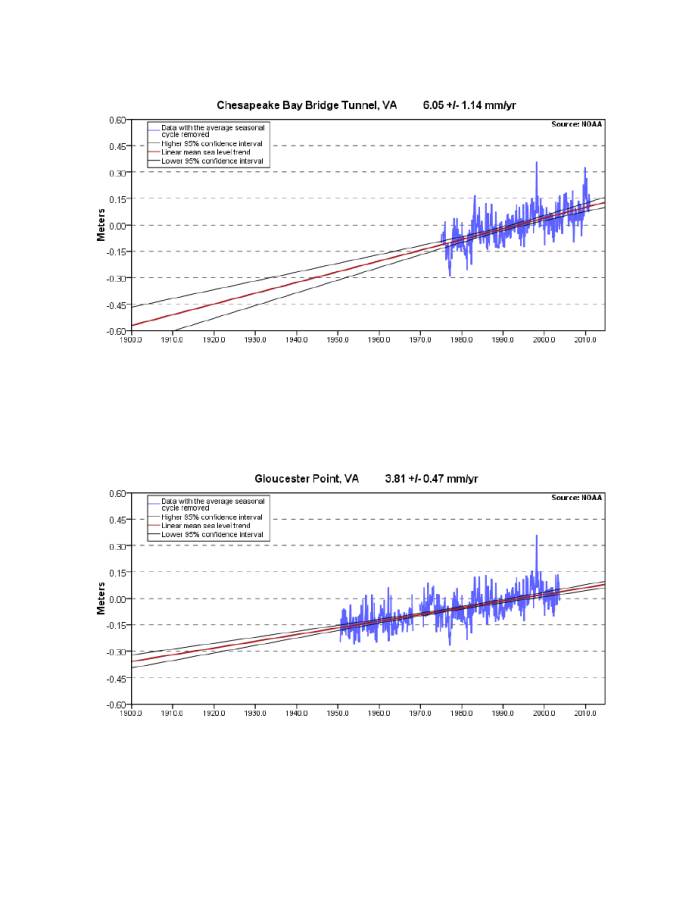 Chesapeake Bay Bridge Tunnel, VA 6.05 +/- 1.14 mm/yr
Source: NOAA
Data with the average seasonal
cycle removed
Higher 95% confidence interval
Linear mean sea level trend
Lower 95% confidence interval
Meters
0.60
0.45
0.30
0.15
0.00
-0.15
-0.30
-0.45
-0.60
1900.0 1910.0 1920.0 1930.0 1940.0 1950.0 1960.0 1970.0 1980.0 1990.0 2000.0 2010.0
Gloucester Point, VA 3.81 +/- 0.47 mm/yr
Source: NOAA
Data with the average seasonal
cycle removed
Higher 95% confidence interval
Linear mean sea level trend
Lower 95% confidence interval
Meters
0.60
0.45
0.30
0.15
0.00
-0.15
-0.30
-0.45
-0.60
1900.0 1910.0 1920.0 1930.0 1940.0 1950.0 1960.0 1970.0 1980.0 1990.0 2000.0 2010.0